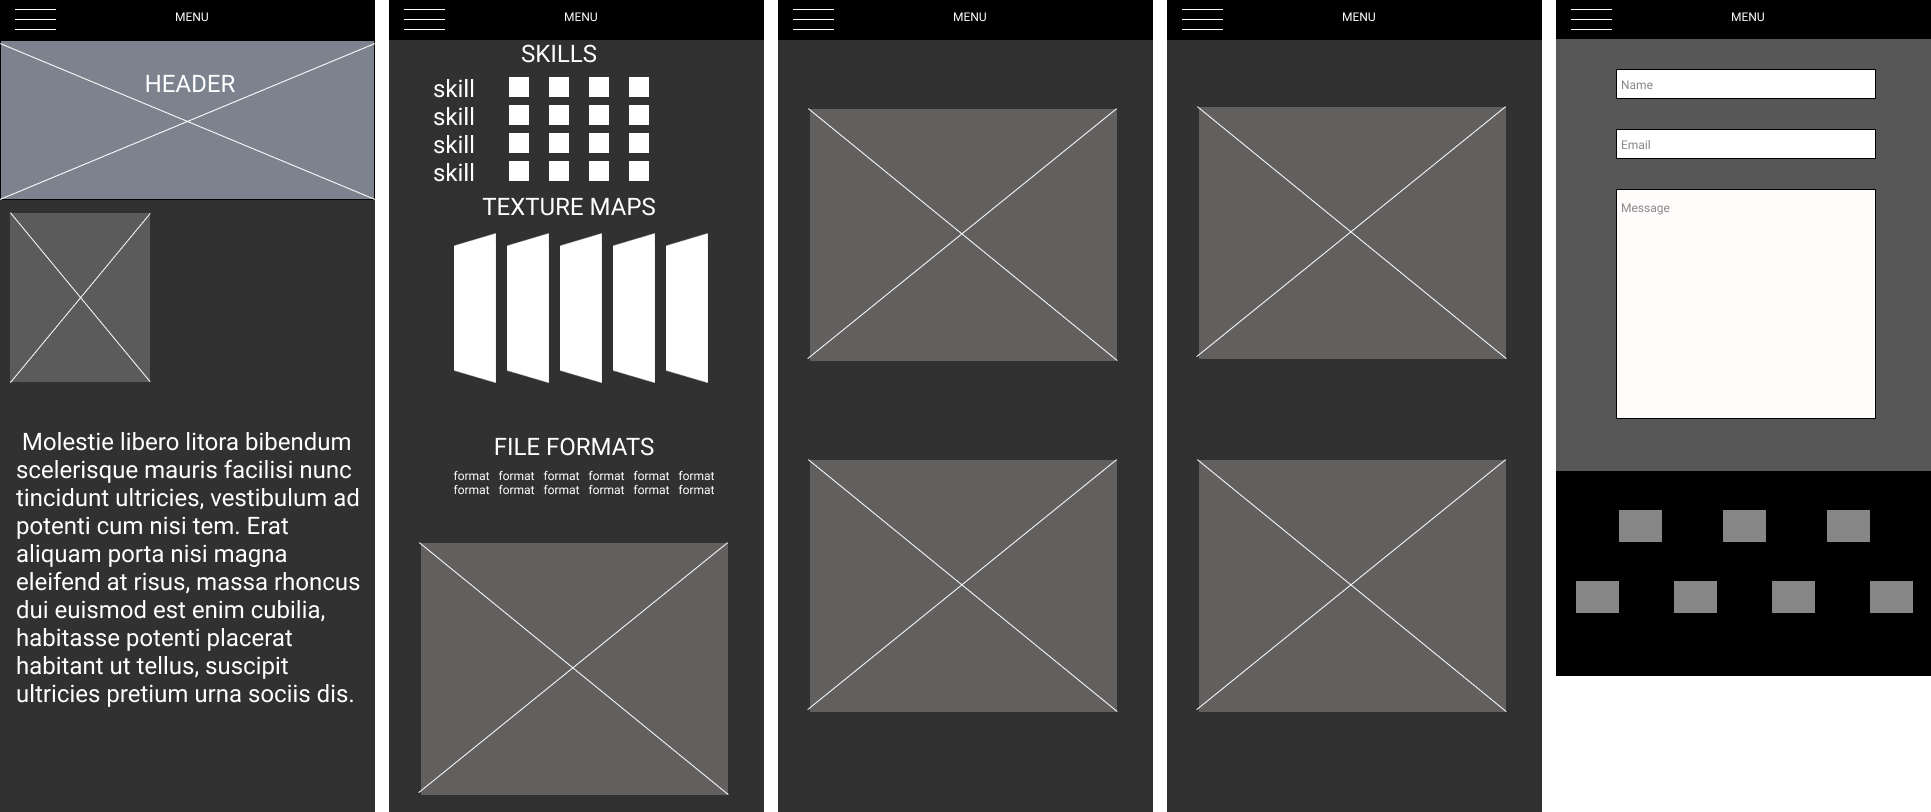 MENU
HEADER
Molestie libero litora bibendum
scelerisque mauris facilisi nunc
tincidunt ultricies, vestibulum ad
potenti cum nisi tem. Erat
aliquam porta nisi magna
eleifend at risus, massa rhoncus
dui euismod est enim cubilia,
habitasse potenti placerat
habitant ut tellus, suscipit
ultricies pretium urna sociis dis.
MENU
SKILLS
skill
skill
skill
skill
TEXTURE MAPS
FILE FORMATS
format format format format format format
format format format format format format
MENU
MENU
MENU
Name
Email
Message